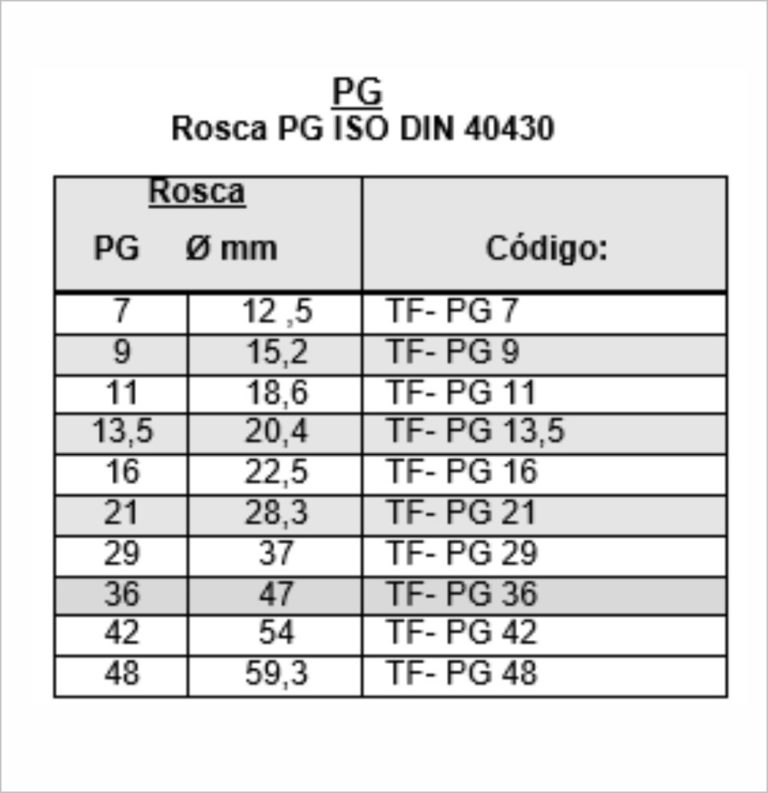 PG
Rosca PG ISO DIN 40430
Rosca
PG Ø mm Código:
7 12 ,5 TF- PG 7
9 15,2 TF- PG 9
11 18,6 TF- PG 11
13,5 20,4 TF- PG 13,5
16 22,5 TF- PG 16
21 28,3 TF- PG 21
29 37 TF- PG 29
36 47 TF- PG 36
42 54 TF- PG 42
48 59,3 TF- PG 48